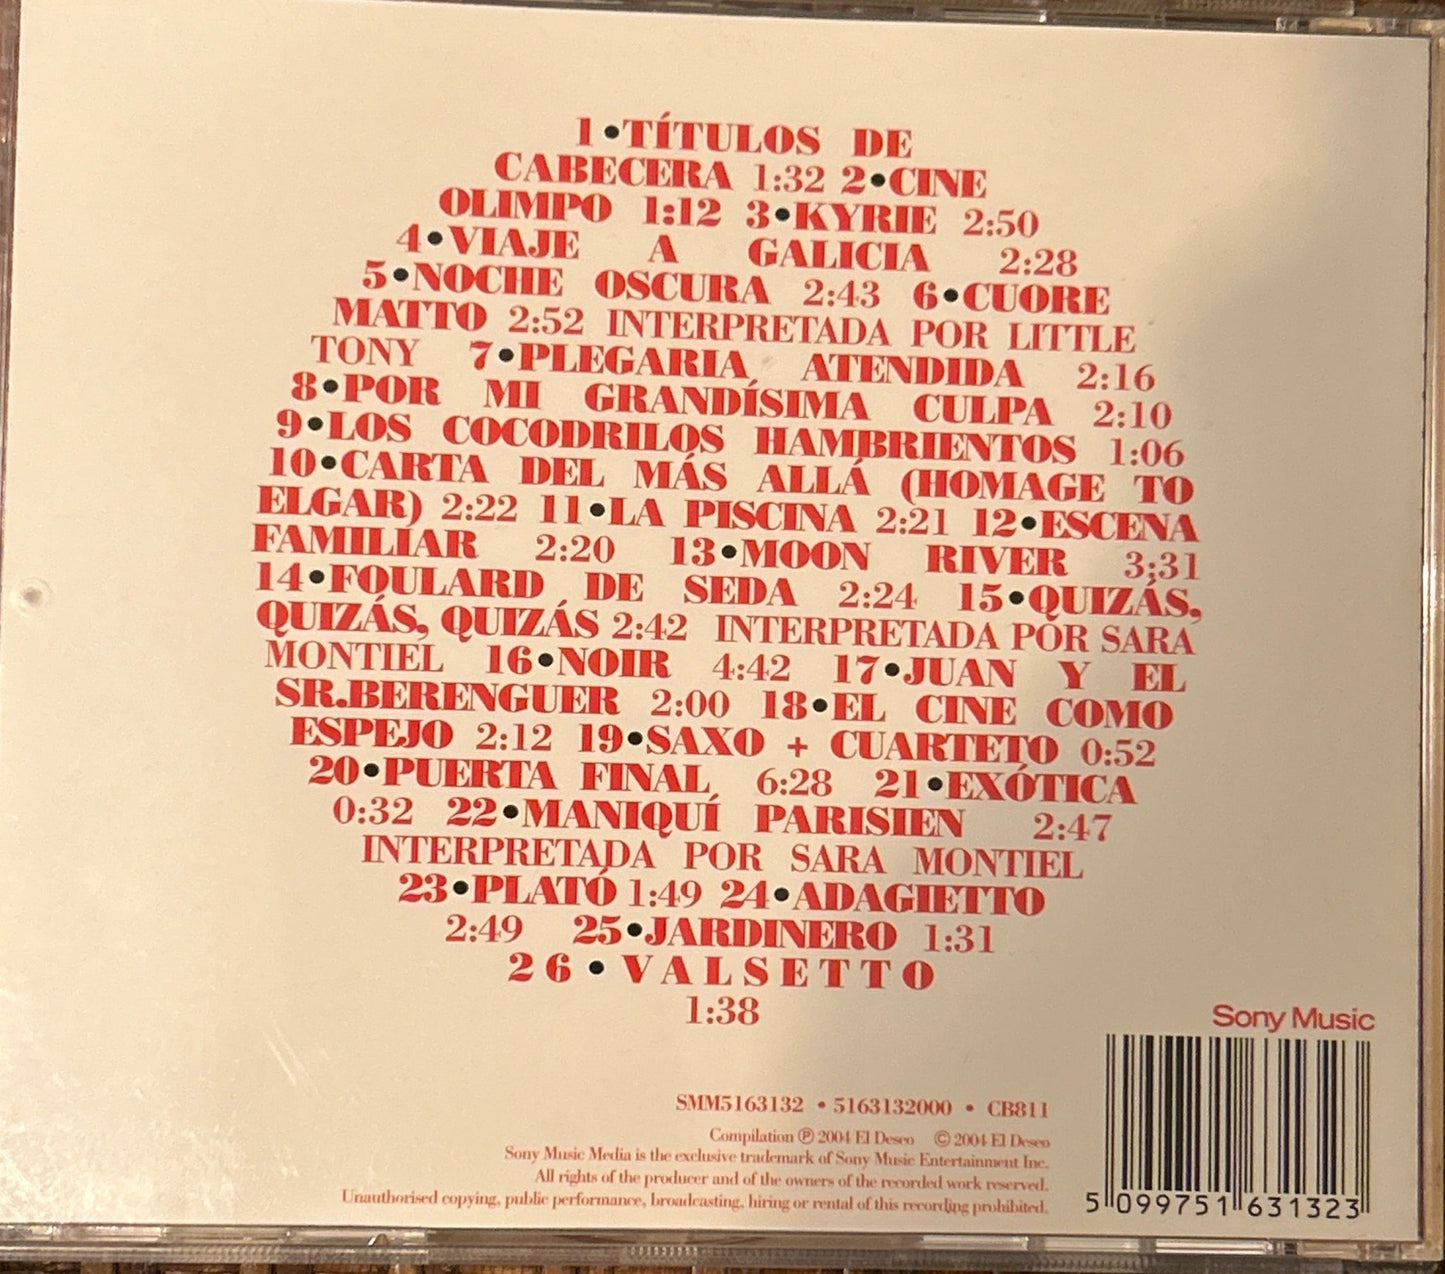 1•TÍTULOS DE
CABECERA 1:32 2•CINE
OLIMPO 1:12 3•KYRIE 2:50
4•VIAJE A GALICIA 2:28
5•NOCHE OSCURA 2:43 6•CUORE
MATTO 2:52 INTERPRETADA POR LITTLE
TONY 7•PLEGARIA ATENDIDA 2:16
8•POR MI GRANDÍSIMA CULPA 2:10
9•LOS COCODRILOS HAMBRIENTOS 1:06
10•CARTA DEL MÁS ALLÁ (HOMAGE TO
ELGAR) 2:22 11•LA PISCINA 2:21 12•ESCENA
FAMILIAR 2:20 13•MOON RIVER 3:31
14•FOULARD DE SEDA 2:24 15•QUIZÁS,
QUIZÁS, QUIZÁS 2:42 INTERPRETADA POR SARA
MONTIEL 16•NOIR 4:42 17•JUAN Y EL
SR.BERENGUER 2:00 18•EL CINE COMO
ESPEJO 2:12 19•SAXO + CUARTETO 0:52
20•PUERTA FINAL 6:28 21•EXÓTICA
0:32 22•MANIQUÍ PARISIEN 2:47
INTERPRETADA POR SARA MONTIEL
23•PLATÓ 1:49 24•ADAGIETTO
2:49 25•JARDINERO 1:31
26•VALSETTO
1:38
Sony Music
SMM5163132 • 5163132000 • CB811
Compilation ℗ 2004 El Deseo © 2004 El Deseo
Sony Music Media is the exclusive trademark of Sony Music Entertainment Inc.
All rights of the producer and of the owners of the recorded work reserved.
Unauthorised copying, public performance, broadcasting, hiring or rental of this recording prohibited.
5 099751 631323